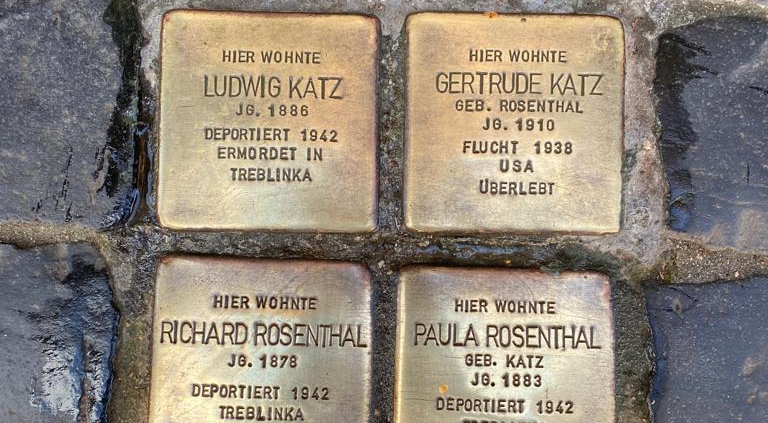 HIER WOHNTE
LUDWIG KATZ
JG. 1886
DEPORTIERT 1942
ERMORDET IN
TREBLINKA
HIER WOHNTE
GERTRUDE KATZ
GEB. ROSENTHAL
JG. 1910
FLUCHT 1938
USA
ÜBERLEBT
HIER WOHNTE
RICHARD ROSENTHAL
JG. 1878
DEPORTIERT 1942
TREBLINKA
HIER WOHNTE
PAULA ROSENTHAL
GEB. KATZ
JG. 1883
DEPORTIERT 1942